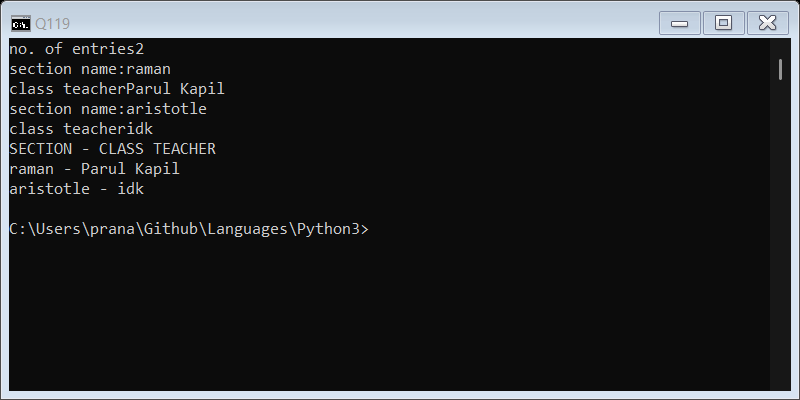 Q119
no. of entries2
section name:raman
class teacherParul Kapil
section name:aristotle
class teacheridk
SECTION - CLASS TEACHER
raman - Parul Kapil
aristotle - idk
C:\Users\prana\Github\Languages\Python3>